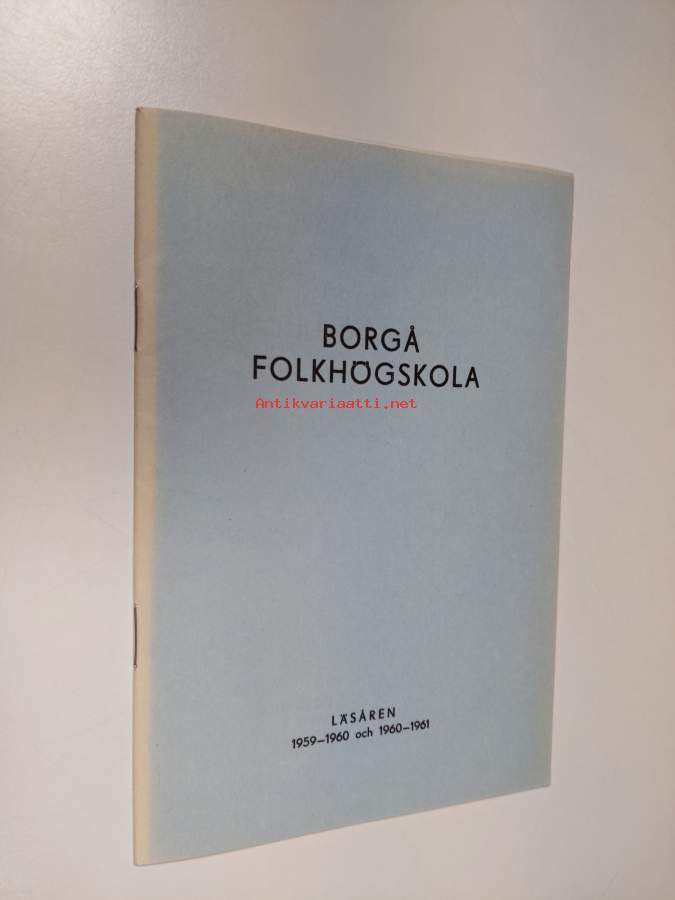 BORGÅ
FOLKHÖGSKOLA
Antikvariaatti.net
LÄSÅREN
1959–1960 och 1960–1961